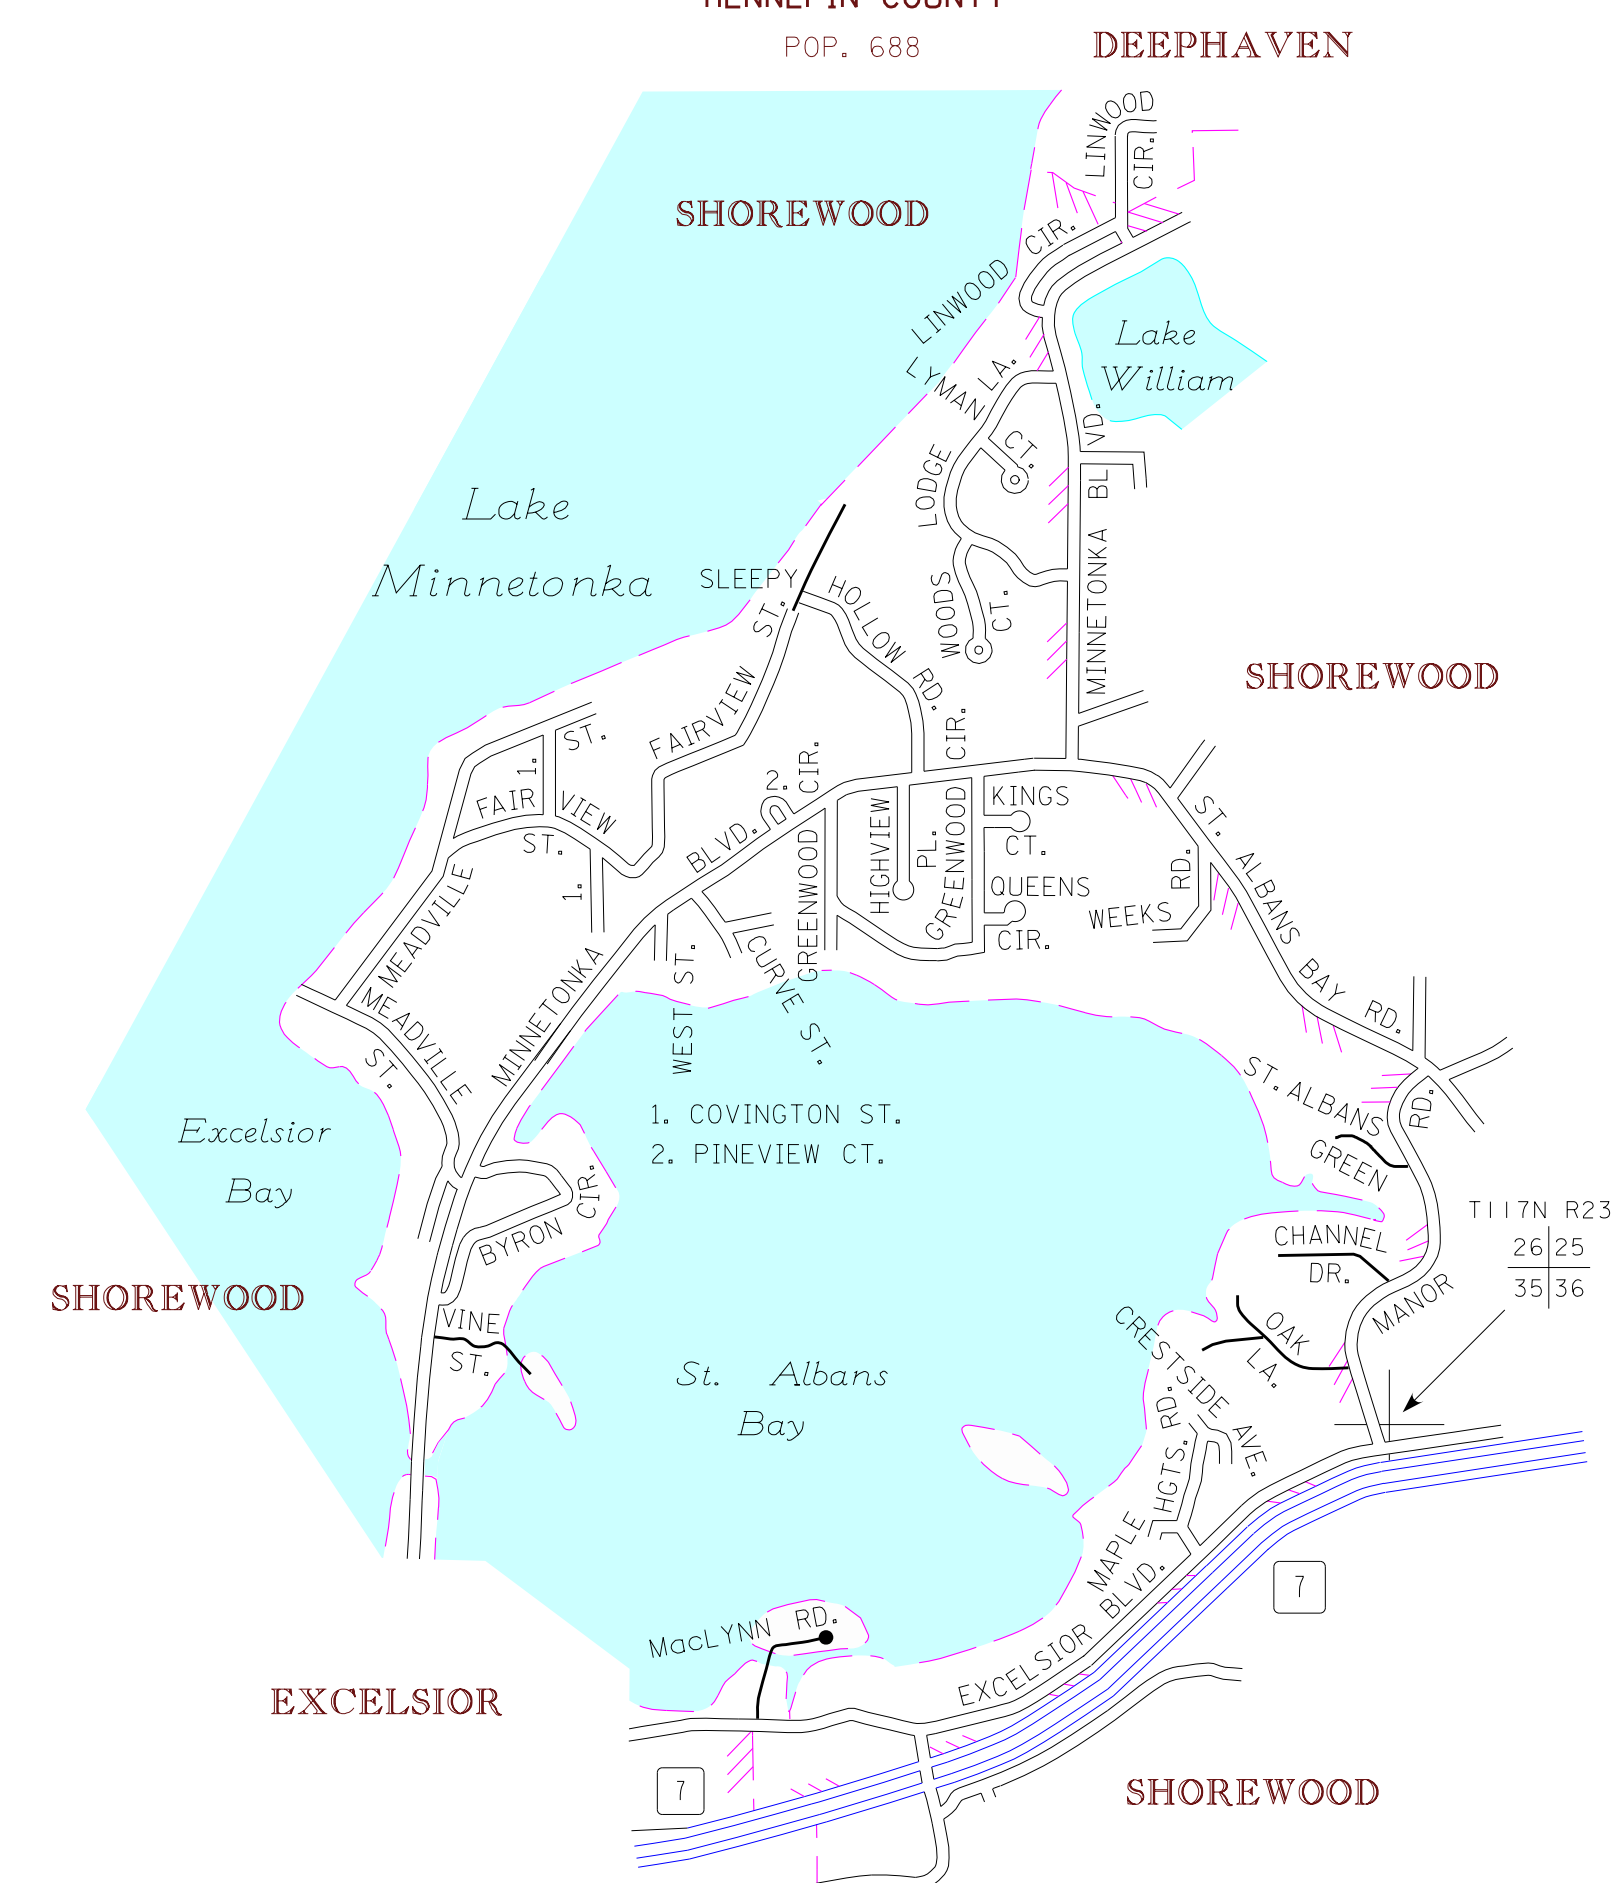 HENNEPIN COUNTY
POP. 688
DEEPHAVEN
LINWOOD
CIR.
SHOREWOOD
LINWOOD CIR.
Lake
William
LYMAN LA.
LODGE
CT.
MINNETONKA BLVD.
Lake
Minnetonka
SLEEPY
HOLLOW RD.
WOODS
CT.
FAIRVIEW ST.
SHOREWOOD
ST.
1.
FAIRVIEW
ST.
1.
2.
GREENWOOD CIR.
HIGHVIEW
PL.
GREENWOOD CIR.
KINGS
CT.
QUEENS
CIR.
WEEKS
RD.
ST. ALBANS BAY RD.
MEADVILLE
MEADVILLE
ST.
MINNETONKA BLVD.
WEST ST.
CURVE ST.
1. COVINGTON ST.
2. PINEVIEW CT.
ST. ALBANS
GREEN
RD.
Excelsior
Bay
BYRON CIR.
T117N R23
26 25
35 36
CHANNEL
DR.
MANOR
SHOREWOOD
VINE
ST.
OAK
LA.
CRESTSIDE AVE.
St. Albans
Bay
MAPLE HGTS. RD.
7
MacLYNN RD.
EXCELSIOR BLVD.
EXCELSIOR
7
SHOREWOOD